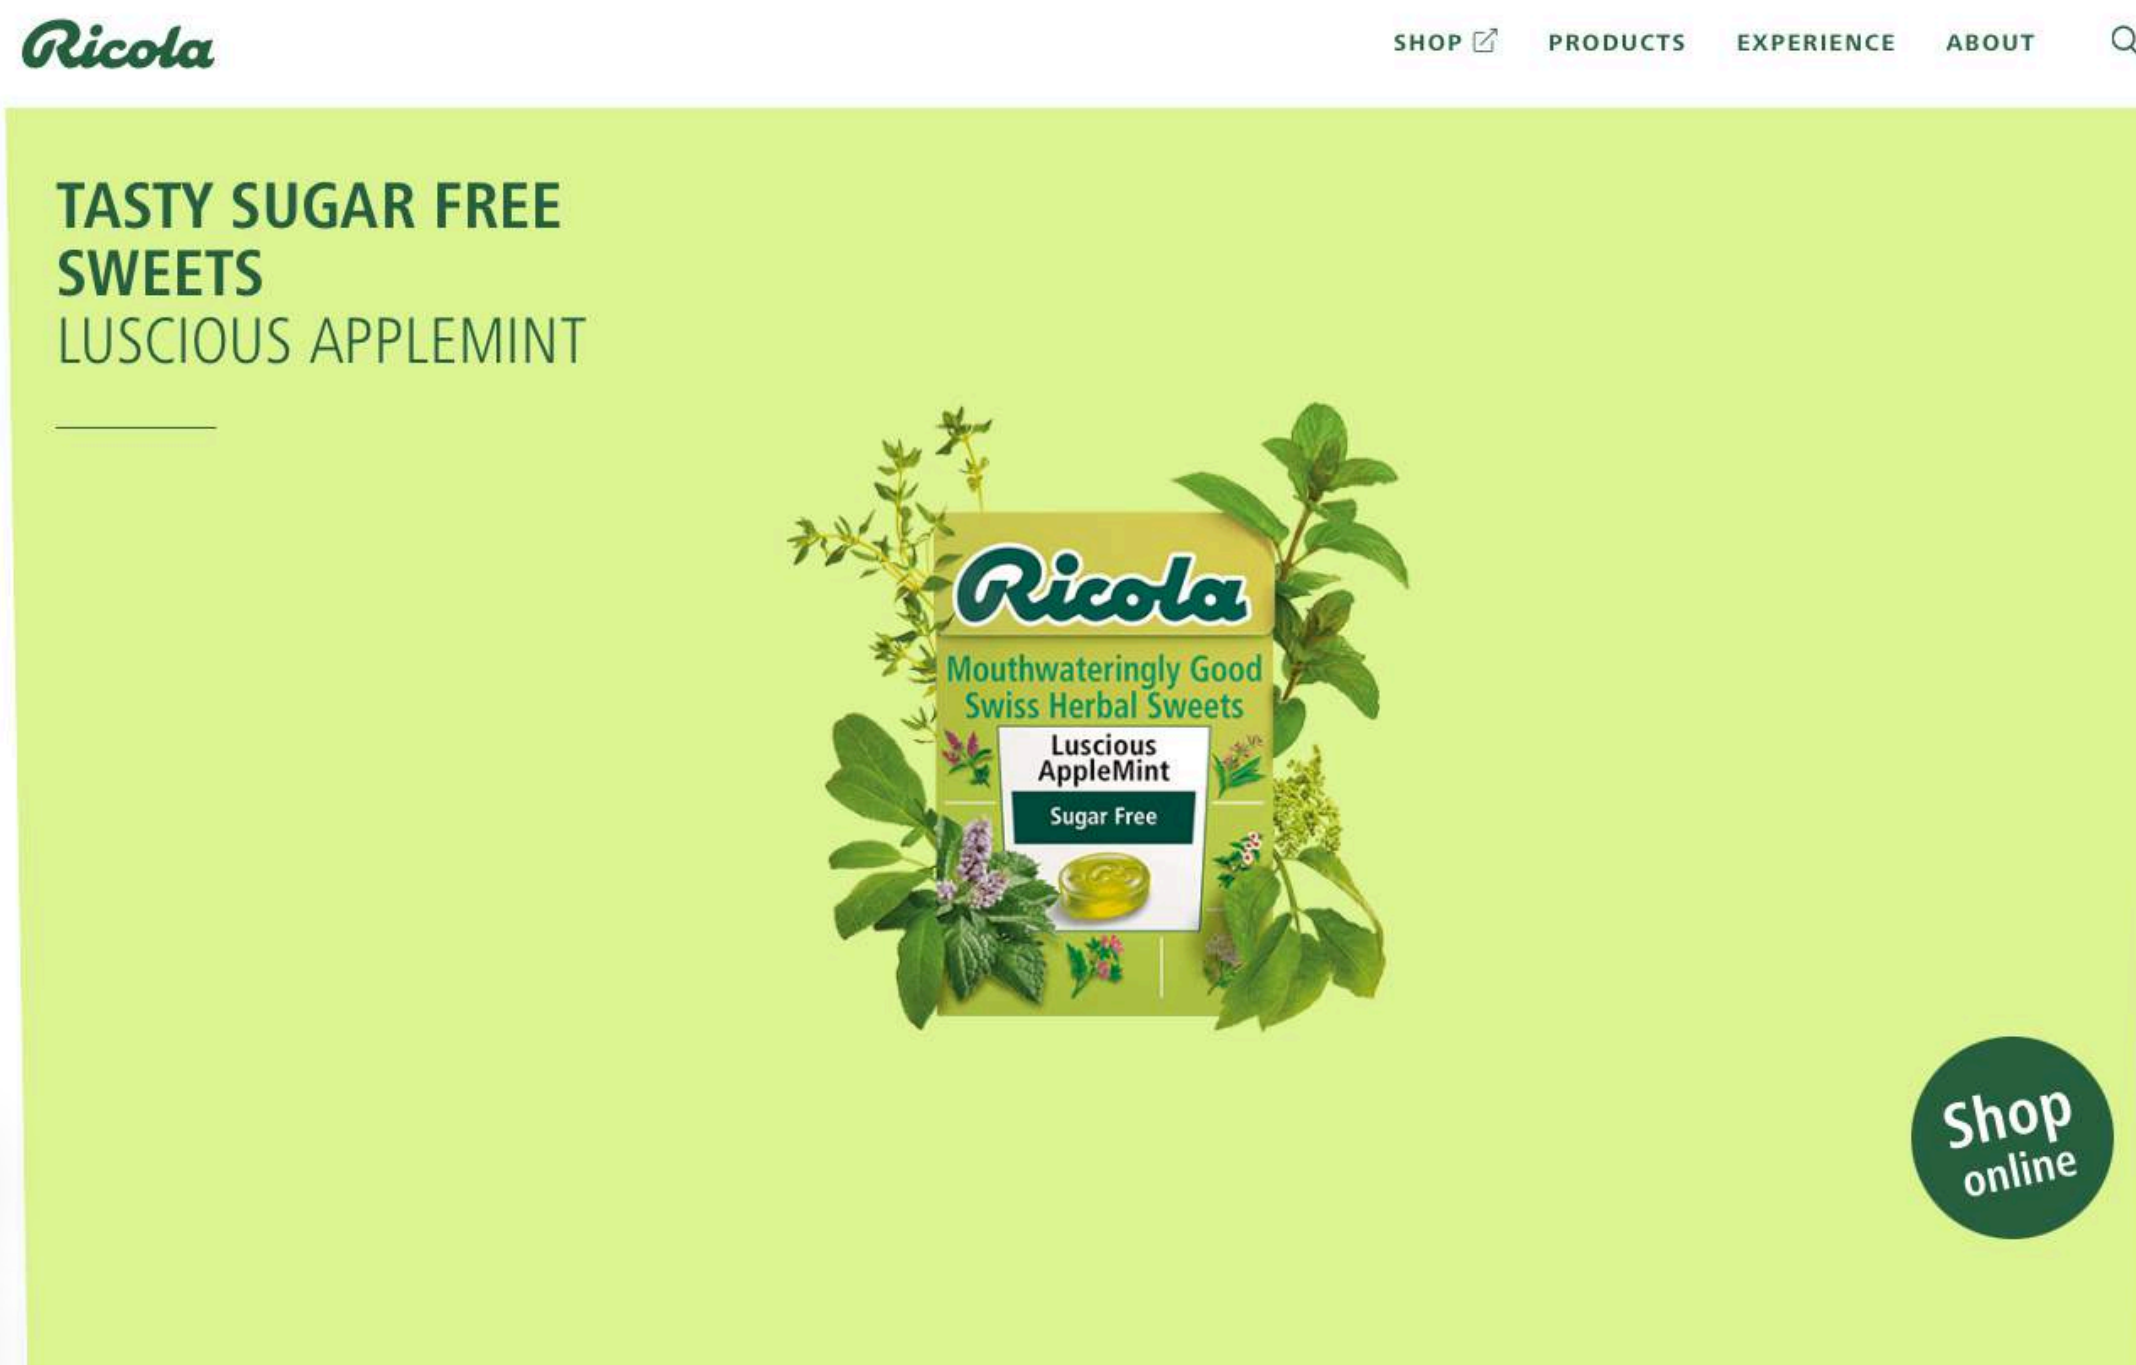 Ricola
SHOP PRODUCTS EXPERIENCE ABOUT
TASTY SUGAR FREE
SWEETS
LUSCIOUS APPLEMINT
Ricola
Mouthwateringly Good
Swiss Herbal Sweets
Luscious
AppleMint
Sugar Free
Shop
online